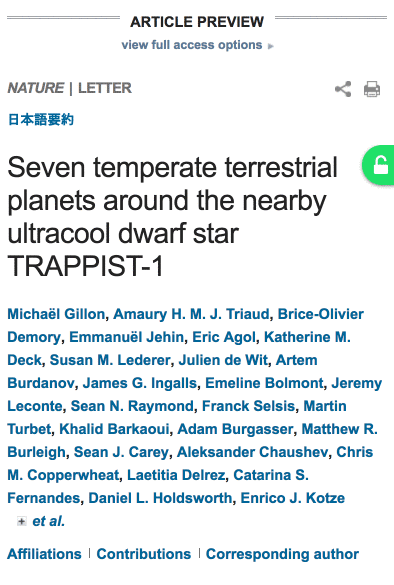 ARTICLE PREVIEW
view full access options ►
NATURE | LETTER
日本語要約
Seven temperate terrestrial
planets around the nearby
ultracool dwarf star
TRAPPIST-1
Michaël Gillon, Amaury H. M. J. Triaud, Brice-Olivier
Demory, Emmanuël Jehin, Eric Agol, Katherine M.
Deck, Susan M. Lederer, Julien de Wit, Artem
Burdanov, James G. Ingalls, Emeline Bolmont, Jeremy
Leconte, Sean N. Raymond, Franck Selsis, Martin
Turbet, Khalid Barkaoui, Adam Burgasser, Matthew R.
Burleigh, Sean J. Carey, Aleksander Chaushev, Chris
M. Copperwheat, Laetitia Delrez, Catarina S.
Fernandes, Daniel L. Holdsworth, Enrico J. Kotze
+ et al.
Affiliations | Contributions | Corresponding author